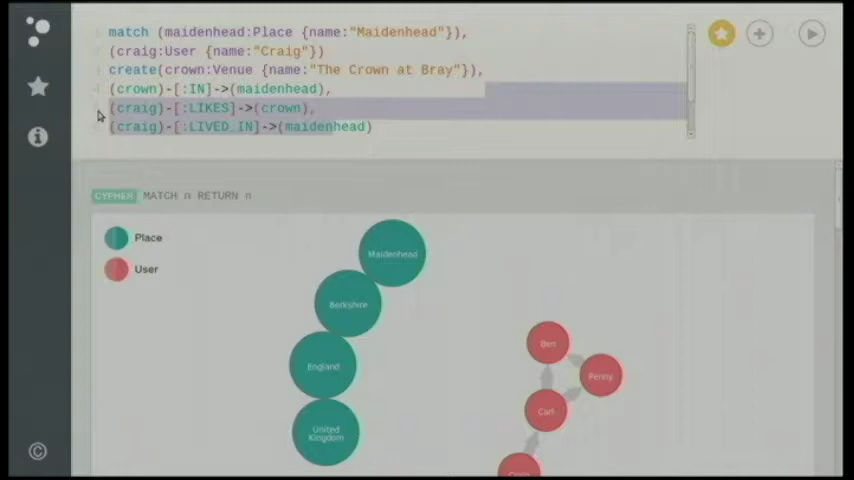 match (maidenhead:Place {name:"Maidenhead"}),
(craig:User {name:"Craig"})
create(crown:Venue {name:"The Crown at Bray"}),
(crown)-[:IN]->(maidenhead),
(craig)-[:LIKES]->(crown),
(craig)-[:LIVED_IN]->(maidenhead)
CYPHER MATCH n RETURN n
Place
User
Maidenhead
Berkshire
England
United
Kingdom
Ben
Penny
Carl